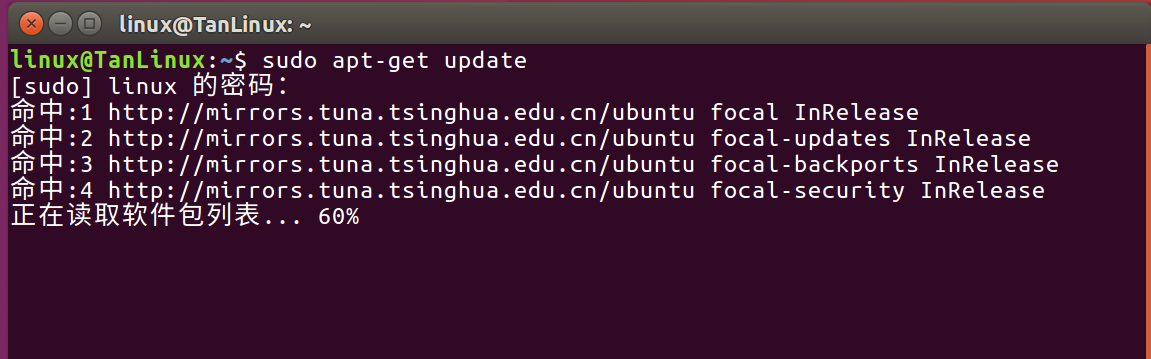 linux@TanLinux: ~
linux@TanLinux:~$ sudo apt-get update
[sudo] linux 的密码：
命中:1 http://mirrors.tuna.tsinghua.edu.cn/ubuntu focal InRelease
命中:2 http://mirrors.tuna.tsinghua.edu.cn/ubuntu focal-updates InRelease
命中:3 http://mirrors.tuna.tsinghua.edu.cn/ubuntu focal-backports InRelease
命中:4 http://mirrors.tuna.tsinghua.edu.cn/ubuntu focal-security InRelease
正在读取软件包列表... 60%